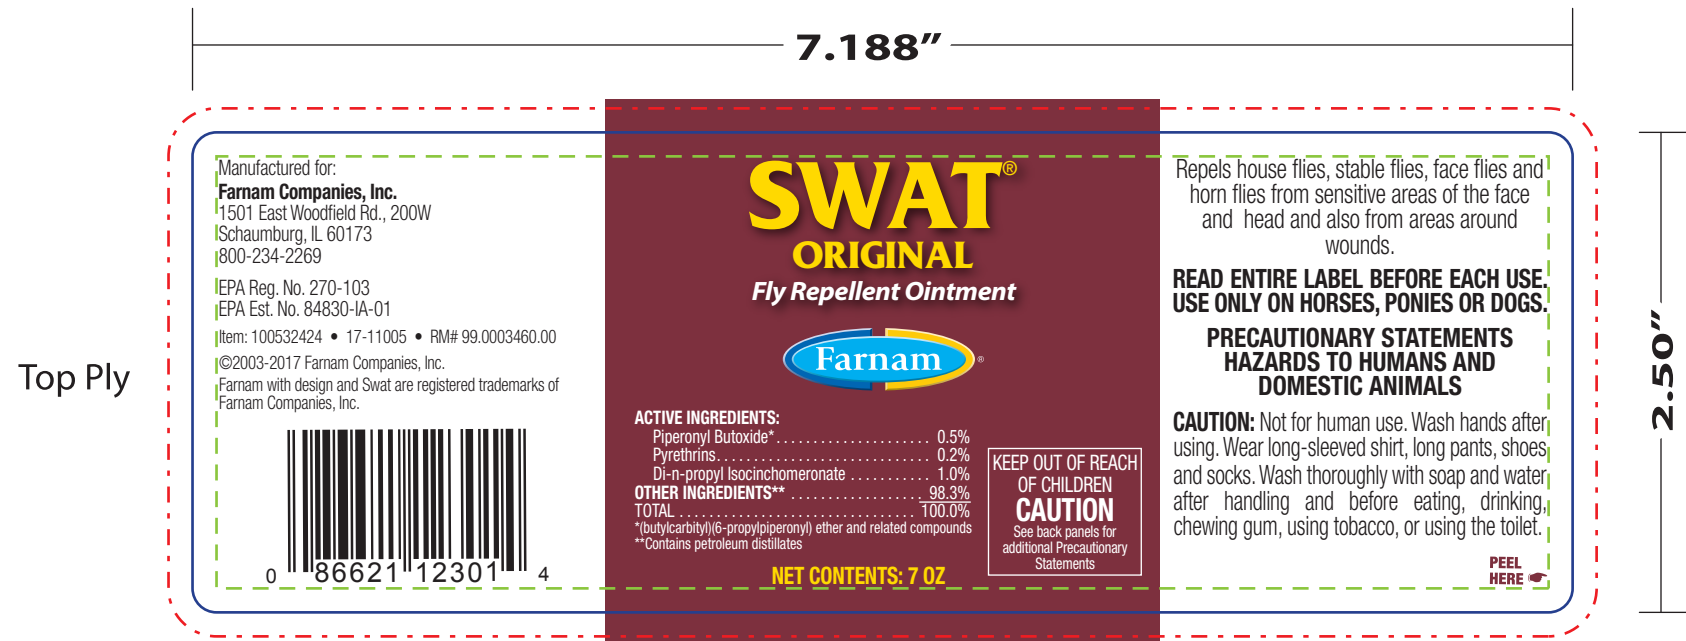 7.188”
Top Ply
2.50”
Manufactured for:
Farnam Companies, Inc.
1501 East Woodfield Rd., 200W
Schaumburg, IL 60173
800-234-2269
EPA Reg. No. 270-103
EPA Est. No. 84830-IA-01
Item: 100532424 • 17-11005 • RM# 99.0003460.00
©2003-2017 Farnam Companies, Inc.
Farnam with design and Swat are registered trademarks of
Farnam Companies, Inc.
0 86621 12301 4
SWAT®
ORIGINAL
Fly Repellent Ointment
Farnam®
ACTIVE INGREDIENTS:
Piperonyl Butoxide* . . . . . . . . . . . . . . . . . . . . . 0.5%
Pyrethrins. . . . . . . . . . . . . . . . . . . . . . . . . . . . . 0.2%
Di-n-propyl Isocinchomeronate . . . . . . . . . . . 1.0%
OTHER INGREDIENTS** . . . . . . . . . . . . . . . . . . 98.3%
TOTAL . . . . . . . . . . . . . . . . . . . . . . . . . . . . . . . . 100.0%
*(butylcarbityl)(6-propylpiperonyl) ether and related compounds
**Contains petroleum distillates
NET CONTENTS: 7 OZ
KEEP OUT OF REACH
OF CHILDREN
CAUTION
See back panels for
additional Precautionary
Statements
Repels house flies, stable flies, face flies and
horn flies from sensitive areas of the face
and head and also from areas around
wounds.
READ ENTIRE LABEL BEFORE EACH USE.
USE ONLY ON HORSES, PONIES OR DOGS.
PRECAUTIONARY STATEMENTS
HAZARDS TO HUMANS AND
DOMESTIC ANIMALS
CAUTION: Not for human use. Wash hands after
using. Wear long-sleeved shirt, long pants, shoes
and socks. Wash thoroughly with soap and water
after handling and before eating, drinking,
chewing gum, using tobacco, or using the toilet.
PEEL
HERE